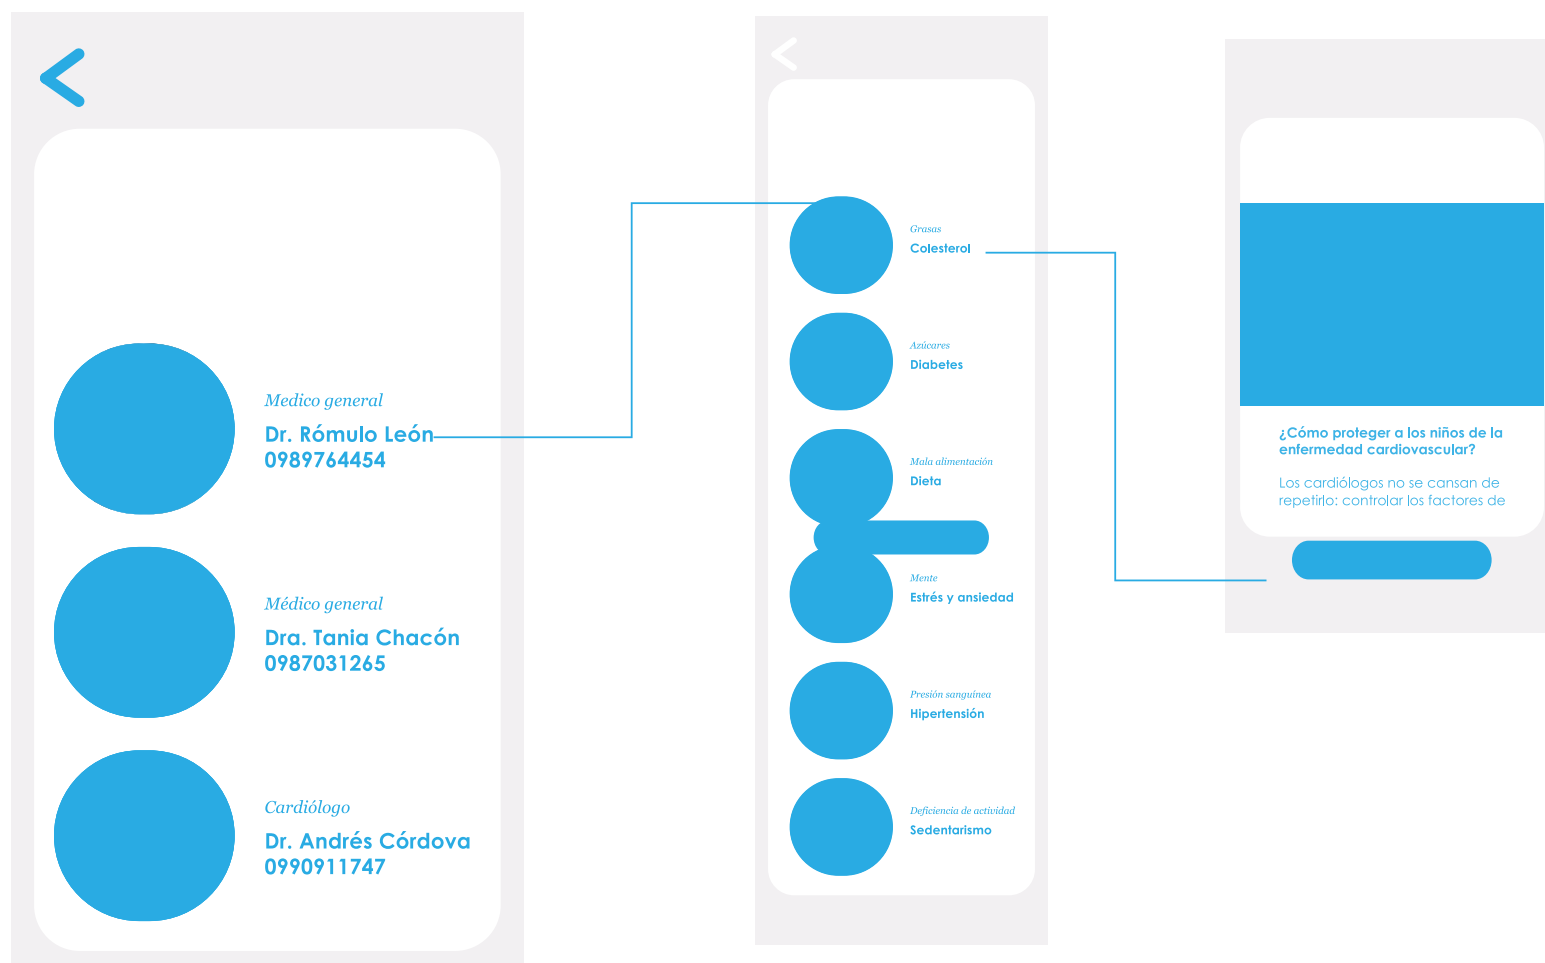 Medico general
Dr. Rómulo León
0989764454
Médico general
Dra. Tania Chacón
0987031265
Cardiólogo
Dr. Andrés Córdova
0990911747
Grasas
Colesterol
Azúcares
Diabetes
Mala alimentación
Dieta
Mente
Estrés y ansiedad
Presión sanguínea
Hipertensión
Deficiencia de actividad
Sedentarismo
¿Cómo proteger a los niños de la
enfermedad cardiovascular?
Los cardiólogos no se cansan de
repetirlo: controlar los factores de